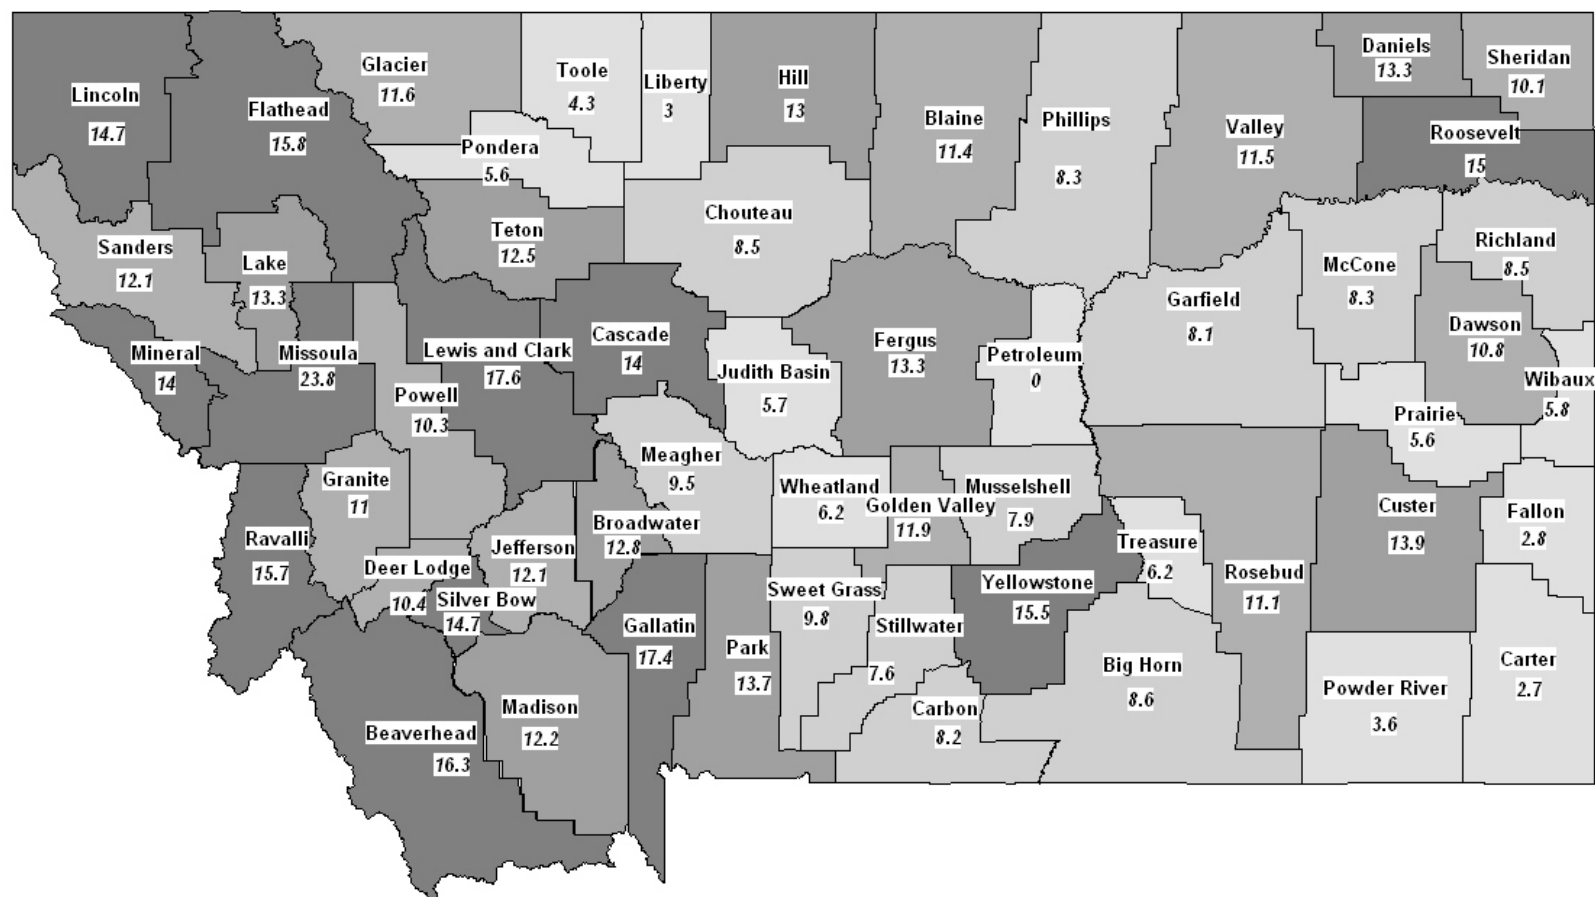 Lincoln
14.7
Flathead
15.8
Glacier
11.6
Toole
4.3
Liberty
3
Hill
13
Blaine
11.4
Phillips
8.3
Valley
11.5
Daniels
13.3
Sheridan
10.1
Roosevelt
15
Pondera
5.6
Teton
12.5
Chouteau
8.5
Sanders
12.1
Lake
13.3
Richland
8.5
McCone
8.3
Garfield
8.1
Dawson
10.8
Wibaux
5.8
Mineral
14
Missoula
23.8
Lewis and Clark
17.6
Cascade
14
Judith Basin
5.7
Fergus
13.3
Petroleum
0
Powell
10.3
Prairie
5.6
Meagher
9.5
Granite
11
Wheatland
6.2
Golden Valley
11.9
Musselshell
7.9
Custer
13.9
Fallon
2.8
Ravalli
15.7
Deer Lodge
10.4
Jefferson
12.1
Broadwater
12.8
Treasure
6.2
Rosebud
11.1
Silver Bow
14.7
Gallatin
17.4
Park
13.7
Sweet Grass
9.8
Stillwater
7.6
Yellowstone
15.5
Big Horn
8.6
Powder River
3.6
Carter
2.7
Beaverhead
16.3
Madison
12.2
Carbon
8.2